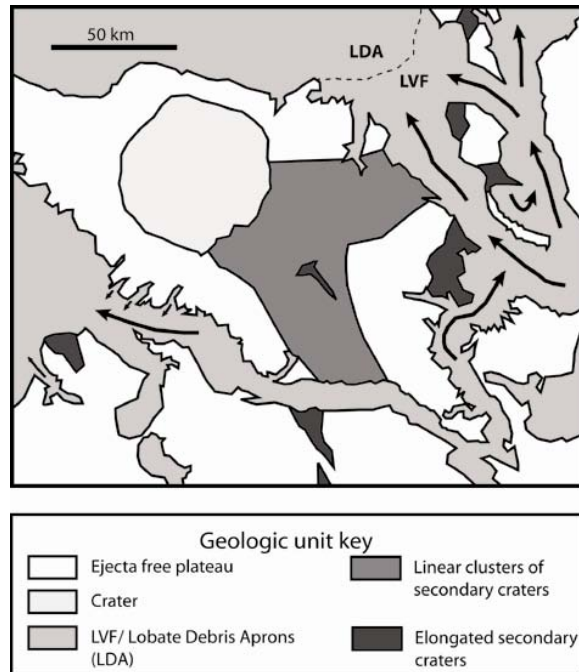 50 km
LDA
LVF
Geologic unit key
Ejecta free plateau
Crater
LVF/ Lobate Debris Aprons
(LDA)
Linear clusters of
secondary craters
Elongated secondary
craters